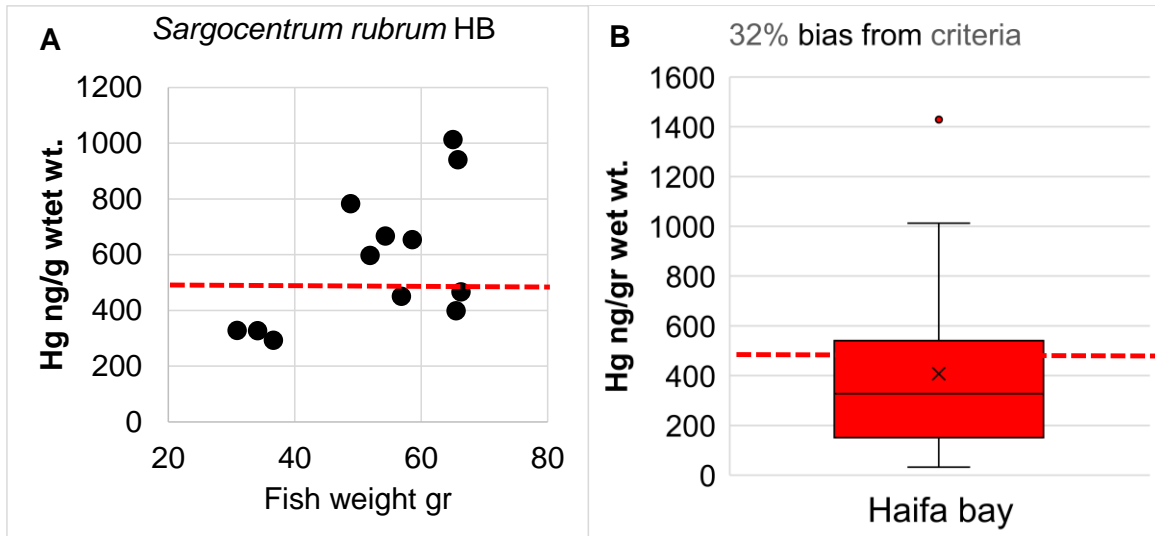 A
Sargocentrum rubrum HB
Hg ng/g wtet wt.
1200
1000
800
600
400
200
0
20 40 60 80
Fish weight gr
B
32% bias from criteria
Hg ng/gr wet wt.
1600
1400
1200
1000
800
600
400
200
0
Haifa bay